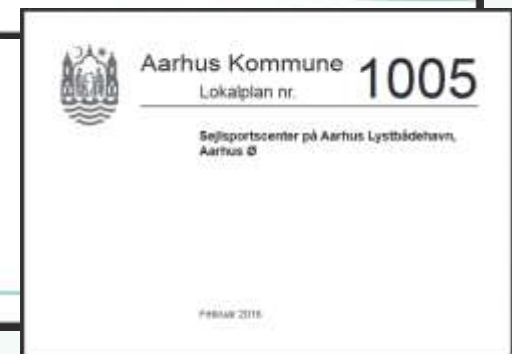 Aarhus Kommune 1005
Lokalplan nr.
Sejlsportscenter på Aarhus Lystbådehavn,
Aarhus Ø
Februar 2016